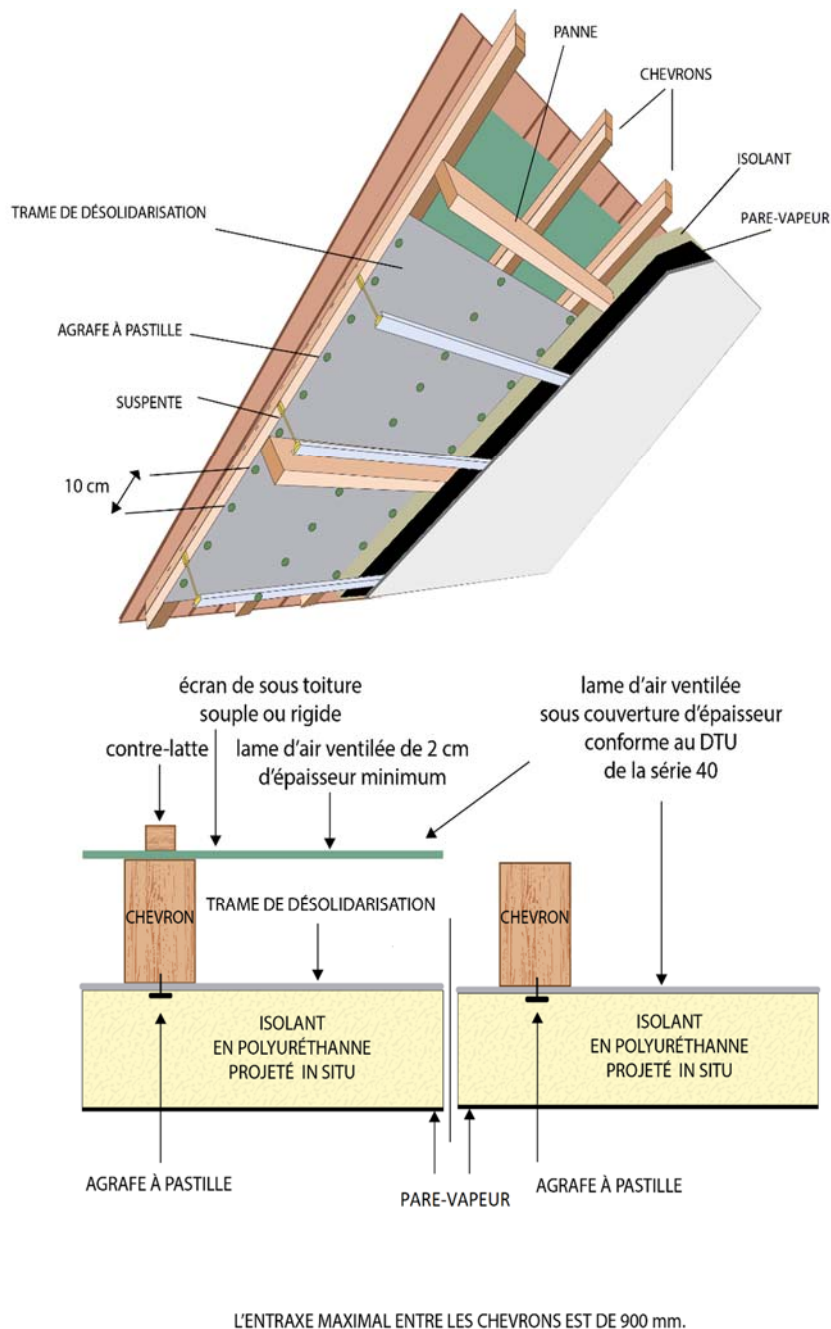 PANNE
CHEVRONS
ISOLANT
PARE-VAPEUR
TRAME DE DÉSOLIDARISATION
AGRAFE À PASTILLE
SUSPENTE
10 cm
écran de sous toiture
souple ou rigide
contre-latte
lame d'air ventilée de 2 cm
d'épaisseur minimum
lame d'air ventilée
sous couverture d'épaisseur
conforme au DTU
de la série 40
CHEVRON
TRAME DE DÉSOLIDARISATION
CHEVRON
ISOLANT
EN POLYURÉTHANNE
PROJETÉ IN SITU
ISOLANT
EN POLYURÉTHANNE
PROJETÉ IN SITU
AGRAFE À PASTILLE
PARE-VAPEUR
AGRAFE À PASTILLE
L'ENTRAXE MAXIMAL ENTRE LES CHEVRONS EST DE 900 mm.